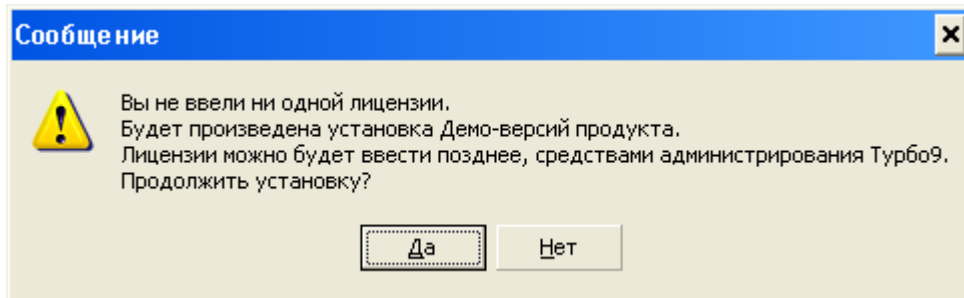 Сообщение
Вы не ввели ни одной лицензии.
Будет произведена установка Демо-версий продукта.
Лицензии можно будет ввести позднее, средствами администрирования Турбо9.
Продолжить установку?
Да
Нет